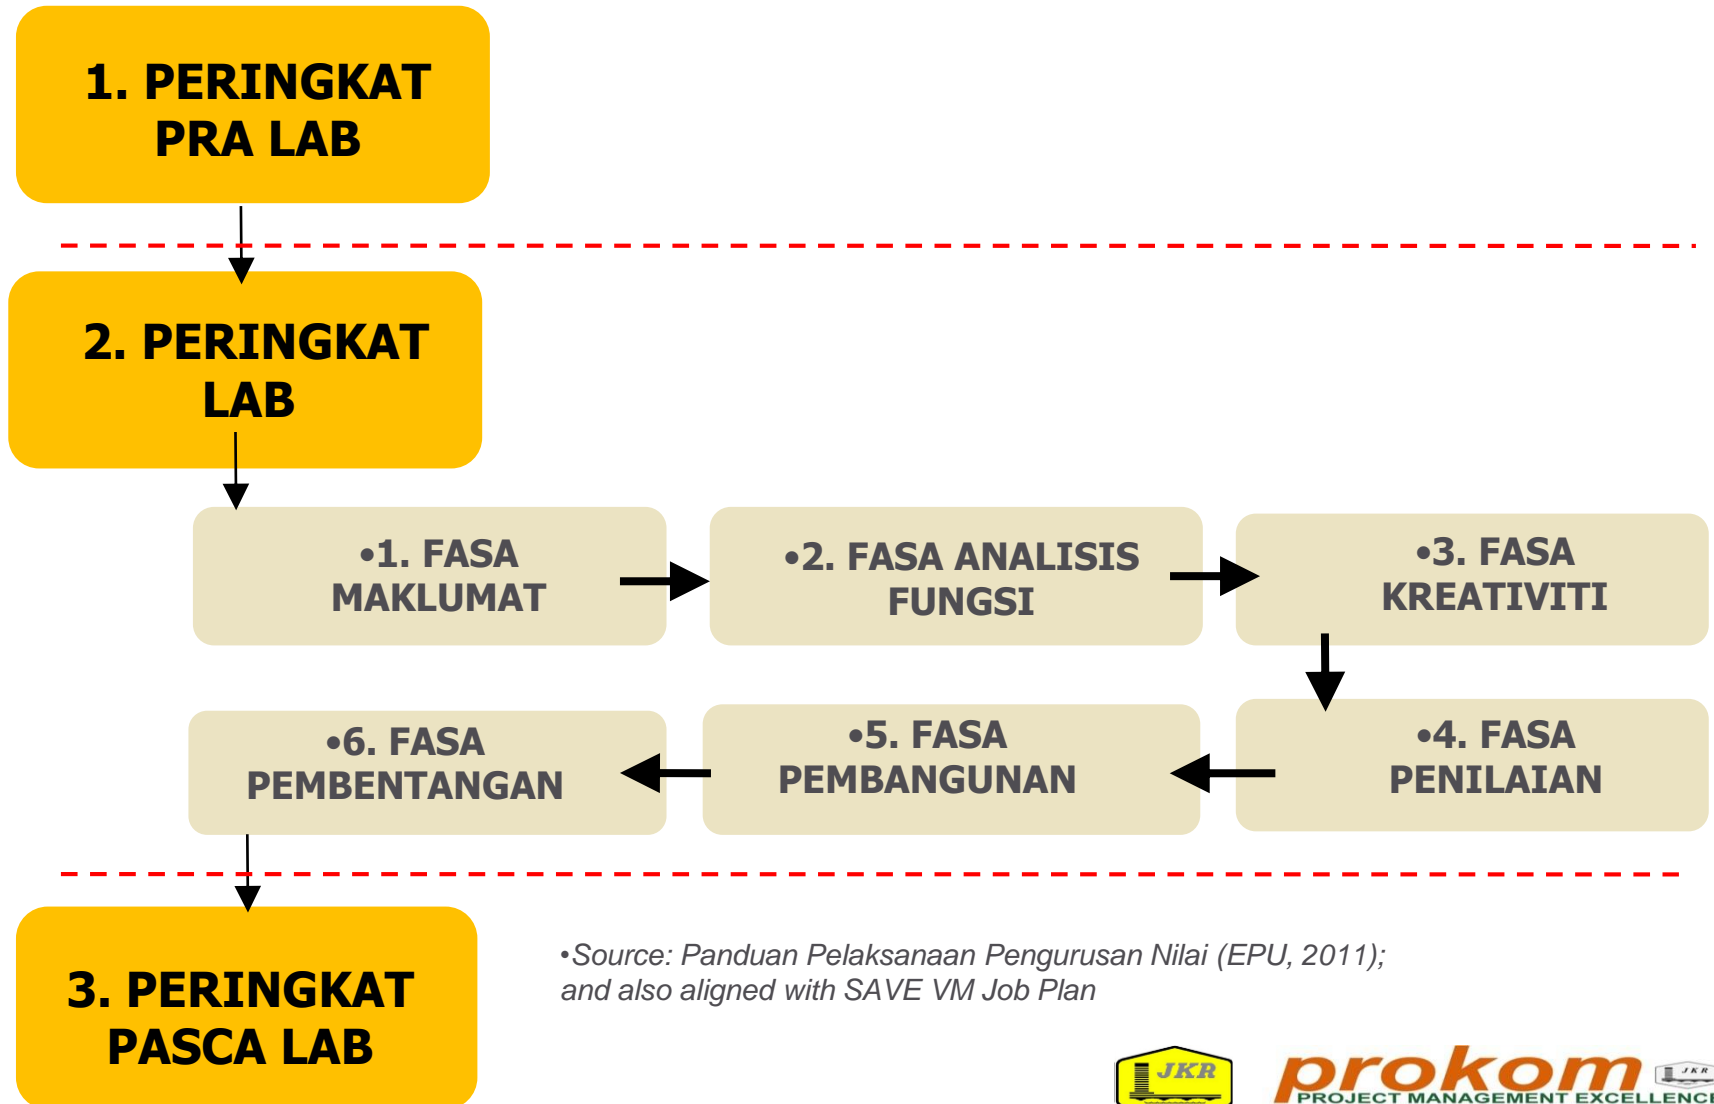 1. PERINGKAT
PRA LAB
2. PERINGKAT
LAB
•1. FASA
MAKLUMAT
•2. FASA ANALISIS
FUNGSI
•3. FASA
KREATIVITI
•4. FASA
PENILAIAN
•5. FASA
PEMBANGUNAN
•6. FASA
PEMBENTANGAN
3. PERINGKAT
PASCA LAB
•Source: Panduan Pelaksanaan Pengurusan Nilai (EPU, 2011);
and also aligned with SAVE VM Job Plan
JKR
prokom
JKR
PROJECT MANAGEMENT EXCELLENCE